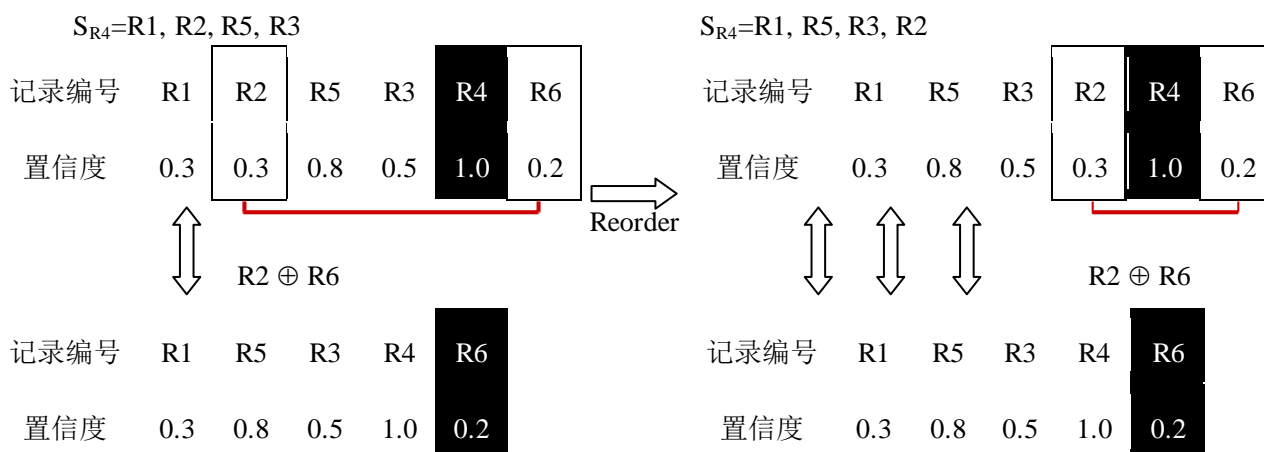 S_R4=R1, R2, R5, R3
记录编号 R1 R2 R5 R3 R4 R6
置信度 0.3 0.3 0.8 0.5 1.0 0.2
R2 ⊕ R6
记录编号 R1 R5 R3 R4 R6
置信度 0.3 0.8 0.5 1.0 0.2
Reorder
S_R4=R1, R5, R3, R2
记录编号 R1 R5 R3 R2 R4 R6
置信度 0.3 0.8 0.5 0.3 1.0 0.2
R2 ⊕ R6
记录编号 R1 R5 R3 R4 R6
置信度 0.3 0.8 0.5 1.0 0.2